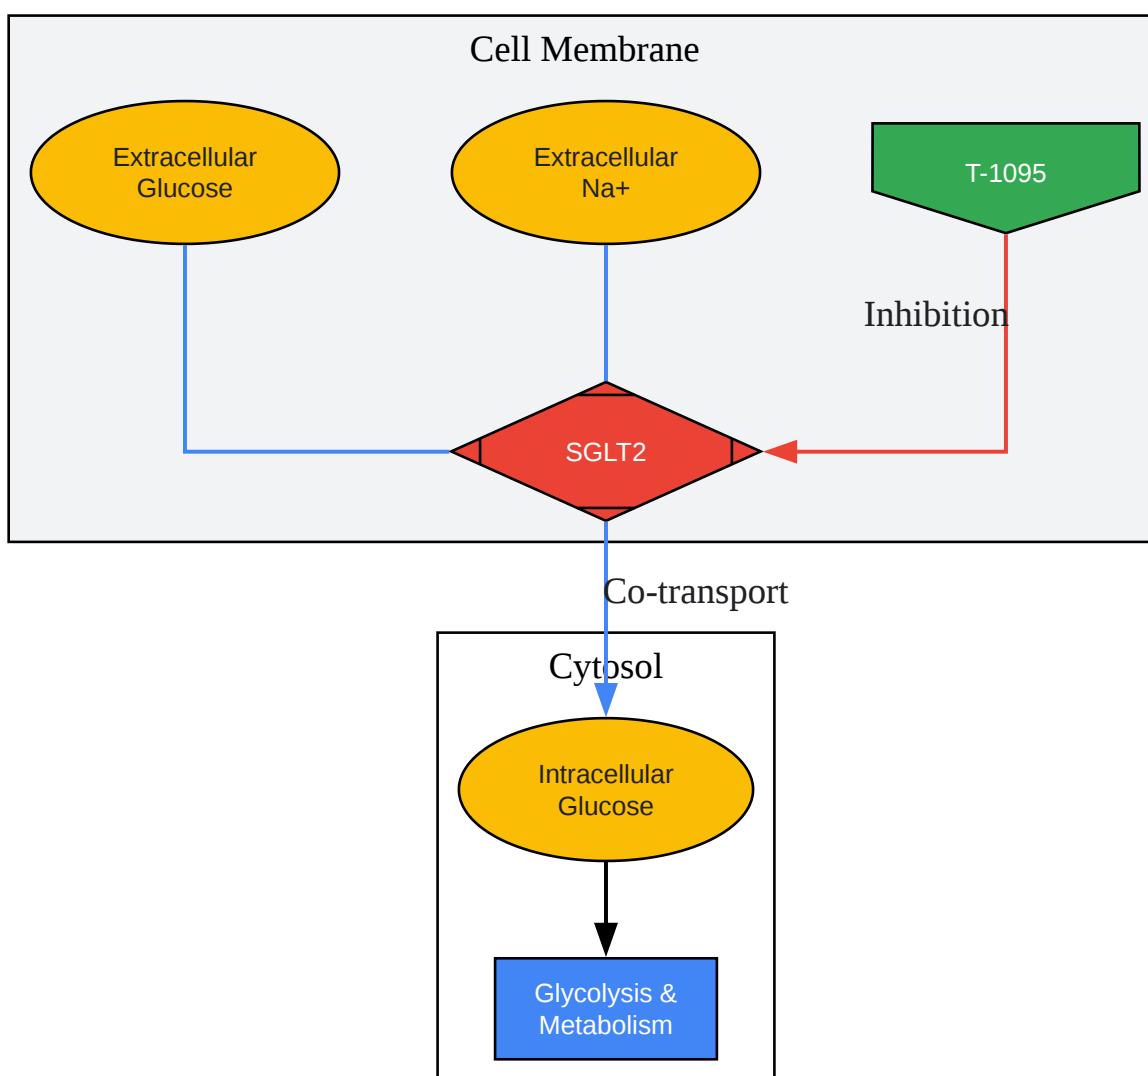 Cell Membrane
Extracellular
Glucose
Extracellular
Na+
T-1095
Inhibition
SGLT2
Co-transport
Cytosol
Intracellular
Glucose
Glycolysis &
Metabolism